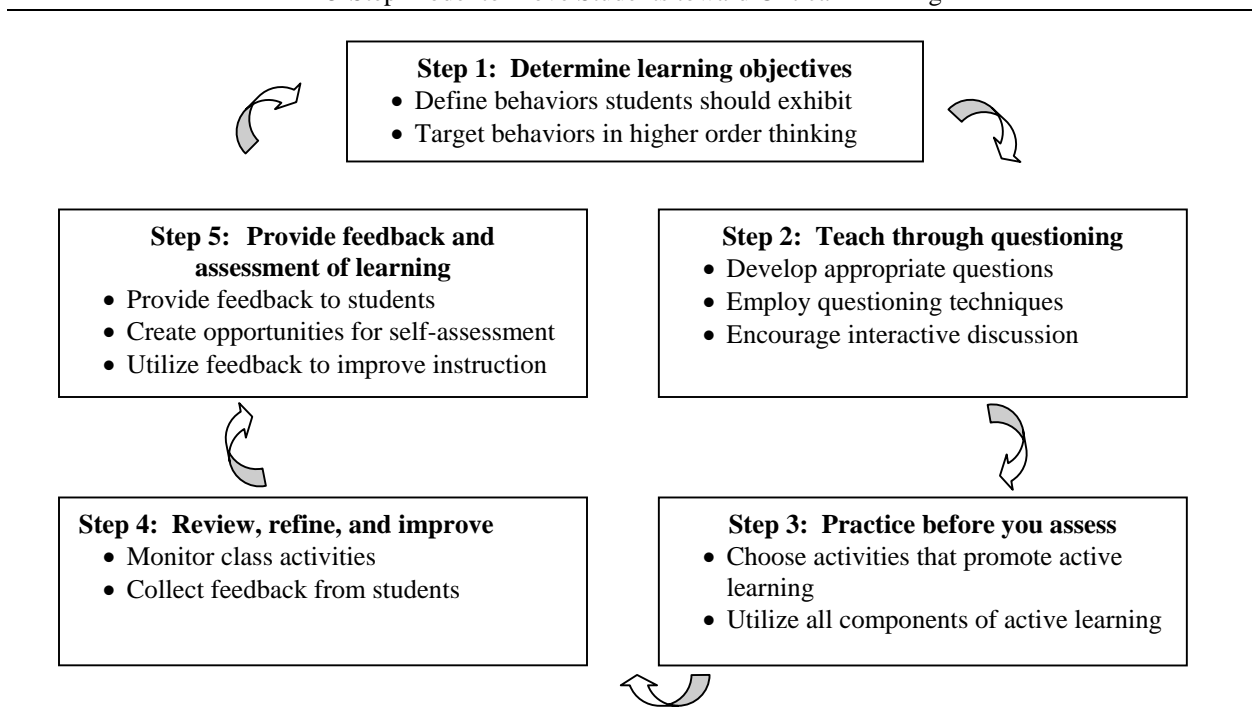 Step 1: Determine learning objectives
• Define behaviors students should exhibit
• Target behaviors in higher order thinking
Step 2: Teach through questioning
• Develop appropriate questions
• Employ questioning techniques
• Encourage interactive discussion
Step 3: Practice before you assess
• Choose activities that promote active
learning
• Utilize all components of active learning
Step 4: Review, refine, and improve
• Monitor class activities
• Collect feedback from students
Step 5: Provide feedback and
assessment of learning
• Provide feedback to students
• Create opportunities for self-assessment
• Utilize feedback to improve instruction